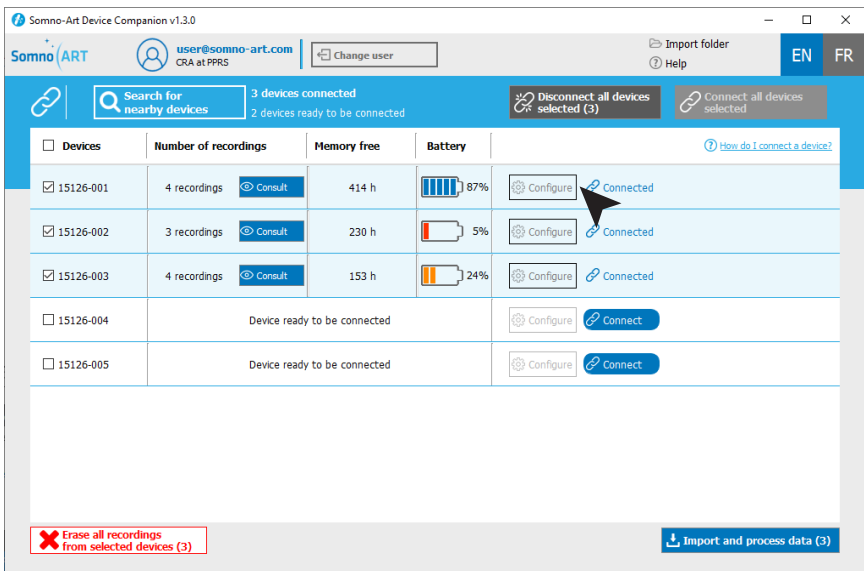 Somno-Art Device Companion v1.3.0
Somno ART
user@somno-art.com
CRA at PPRS
Change user
Import folder
Help
EN
FR
Search for
nearby devices
3 devices connected
2 devices ready to be connected
Disconnect all devices
selected (3)
Connect all devices
selected
Devices
Number of recordings
Memory free
Battery
How do I connect a device?
15126-001
4 recordings
Consult
414 h
87%
Configure
Connected
15126-002
3 recordings
Consult
230 h
5%
Configure
Connected
15126-003
4 recordings
Consult
153 h
24%
Configure
Connected
15126-004
Device ready to be connected
Configure
Connect
15126-005
Device ready to be connected
Configure
Connect
Erase all recordings
from selected devices (3)
Import and process data (3)